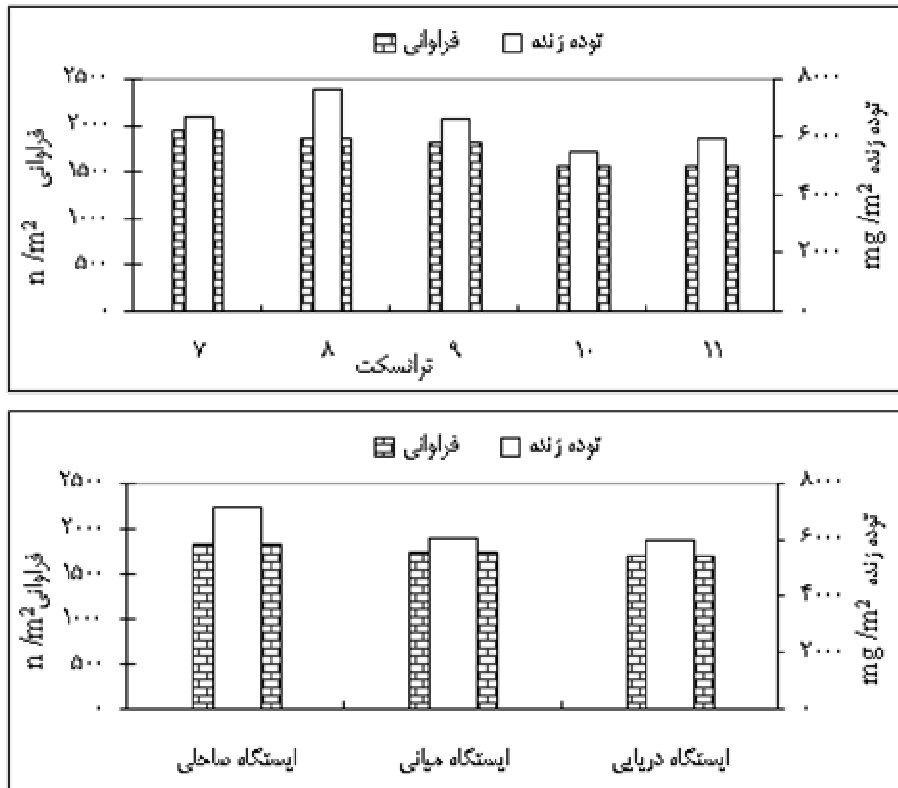 فراوانی توده زنده
۲۵۰۰
۲۰۰۰
۱۵۰۰
۱۰۰۰
۵۰۰
۰
فراوانی n /m²
۸۰۰۰
۶۰۰۰
۴۰۰۰
۲۰۰۰
۰
توده زنده mg /m²
۷ ۸ ۹ ۱۰ ۱۱
ترانسکت
فراوانی توده زنده
۲۵۰۰
۲۰۰۰
۱۵۰۰
۱۰۰۰
۵۰۰
۰
فراوانی n /m²
۸۰۰۰
۶۰۰۰
۴۰۰۰
۲۰۰۰
۰
توده زنده mg /m²
ایستگاه ساحلی ایستگاه میانی ایستگاه دریایی